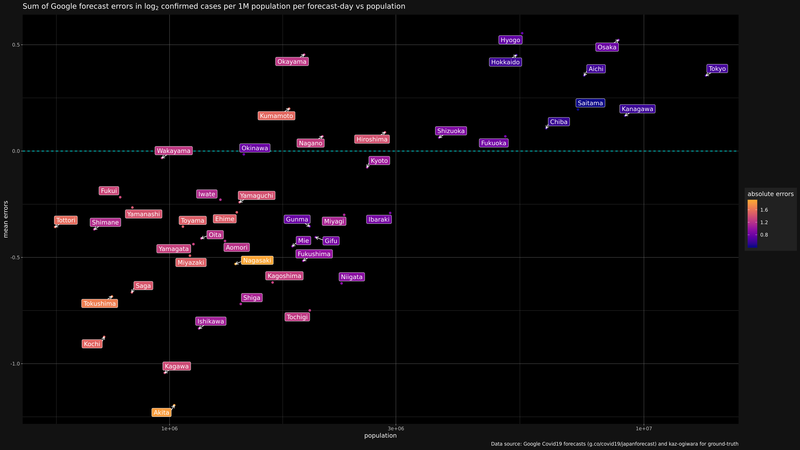 Sum of Google forecast errors in log₂ confirmed cases per 1M population per forecast-day vs population
Hyogo
Osaka
0.5
Okayama
Hokkaido
Aichi
Tokyo
Saitama
Kumamoto
Kanagawa
Chiba
Shizuoka
Hiroshima
Nagano
Fukuoka
0.0
Wakayama
Okinawa
Kyoto
absolute errors
Fukui
Iwate
Yamaguchi
1.6
Yamanashi
Tottori
Shimane
Toyama
Ehime
Gunma
Miyagi
Ibaraki
1.2
mean errors
Oita
Mie
Gifu
0.8
Yamagata
Aomori
-0.5
Miyazaki
Nagasaki
Fukushima
Saga
Kagoshima
Niigata
Tokushima
Shiga
Ishikawa
Tochigi
Kochi
-1.0
Kagawa
Akita
1e+06
3e+06
1e+07
population
Data source: Google Covid19 forecasts (g.co/covid19/japanforecast) and kaz-ogiwara for ground-truth